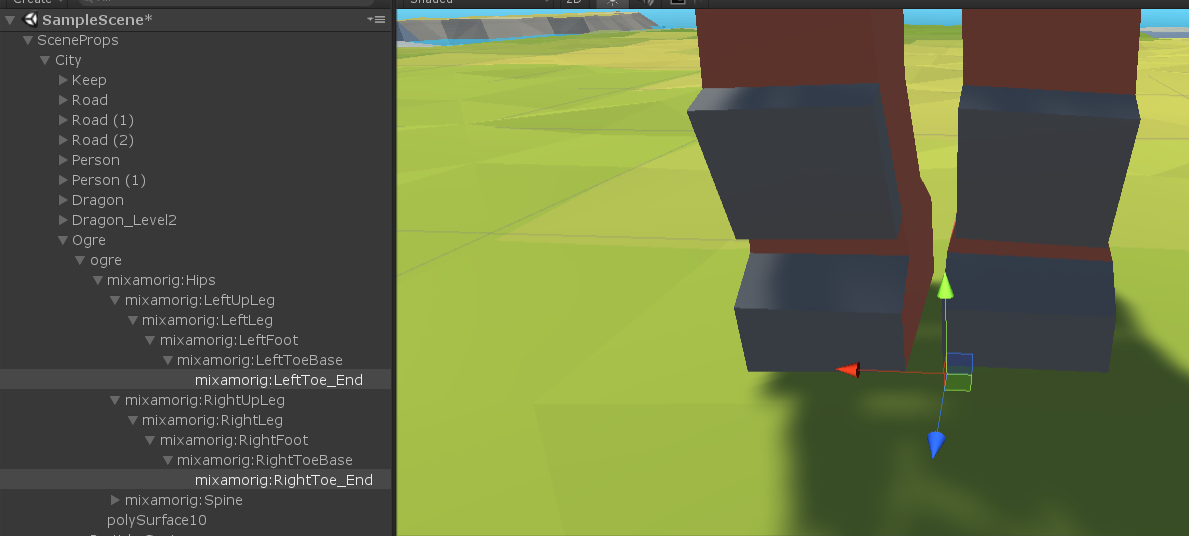 Create
All
Shaded
2D
SampleScene*
SceneProps
City
Keep
Road
Road (1)
Road (2)
Person
Person (1)
Dragon
Dragon_Level2
Ogre
ogre
mixamorig:Hips
mixamorig:LeftUpLeg
mixamorig:LeftLeg
mixamorig:LeftFoot
mixamorig:LeftToeBase
mixamorig:LeftToe_End
mixamorig:RightUpLeg
mixamorig:RightLeg
mixamorig:RightFoot
mixamorig:RightToeBase
mixamorig:RightToe_End
mixamorig:Spine
polySurface10